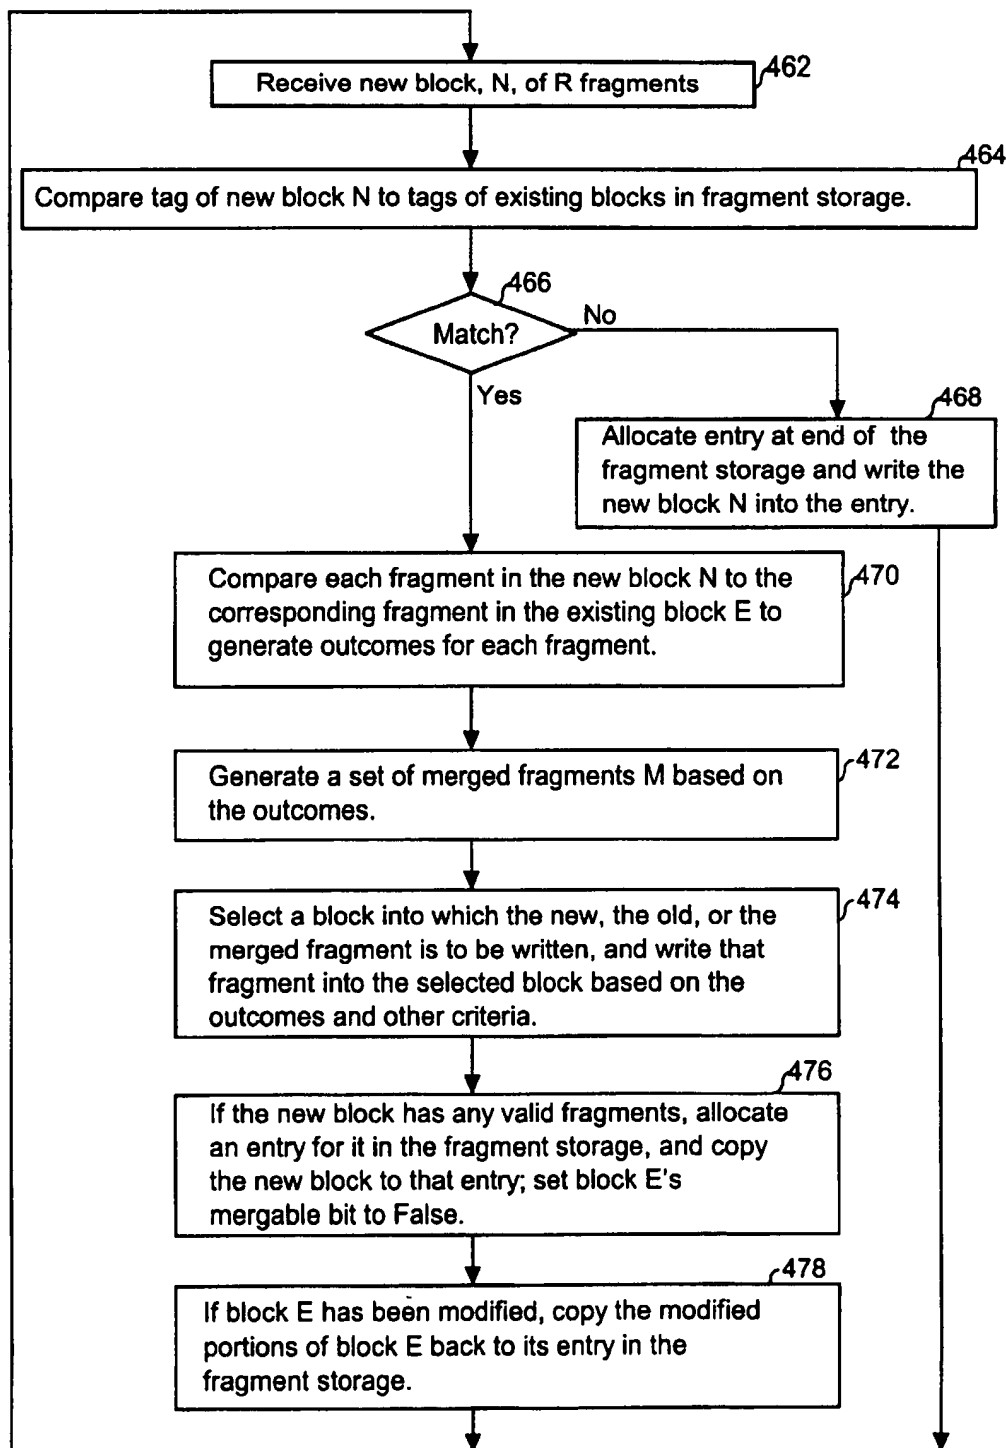 Receive new block, N, of R fragments
462
464
Compare tag of new block N to tags of existing blocks in fragment storage.
466
Match?
No
Yes
468
Allocate entry at end of the
fragment storage and write the
new block N into the entry.
Compare each fragment in the new block N to the
corresponding fragment in the existing block E to
generate outcomes for each fragment.
470
Generate a set of merged fragments M based on
the outcomes.
472
Select a block into which the new, the old, or the
merged fragment is to be written, and write that
fragment into the selected block based on the
outcomes and other criteria.
474
476
If the new block has any valid fragments, allocate
an entry for it in the fragment storage, and copy
the new block to that entry; set block E's
mergable bit to False.
478
If block E has been modified, copy the modified
portions of block E back to its entry in the
fragment storage.